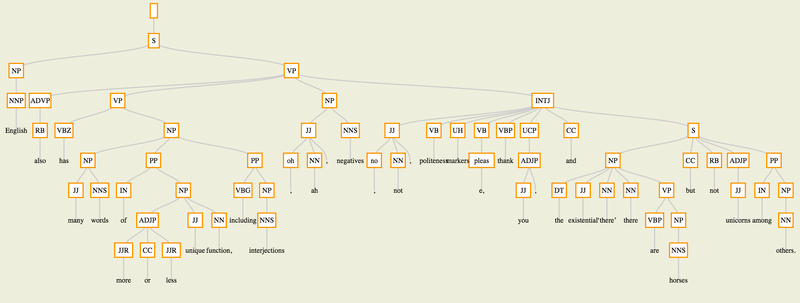 S
NP VP
NNP ADVP VP NP INTJ
English RB VBZ NP JJ NNS JJ VB UH VB VBP UCP CC S
also has NP PP PP oh NN , negatives no NN , politeness markers pleas thank ADJP and NP CC RB ADJP PP
JJ NNS IN NP VBG NP , ah , not e, JJ , DT JJ NN NN VP but not JJ IN NP
many words of ADJP JJ NN including NNS you the existential 'there' there VBP NP unicorns among NN
JJR CC JJR unique function, interjections are NNS others.
more or less horses